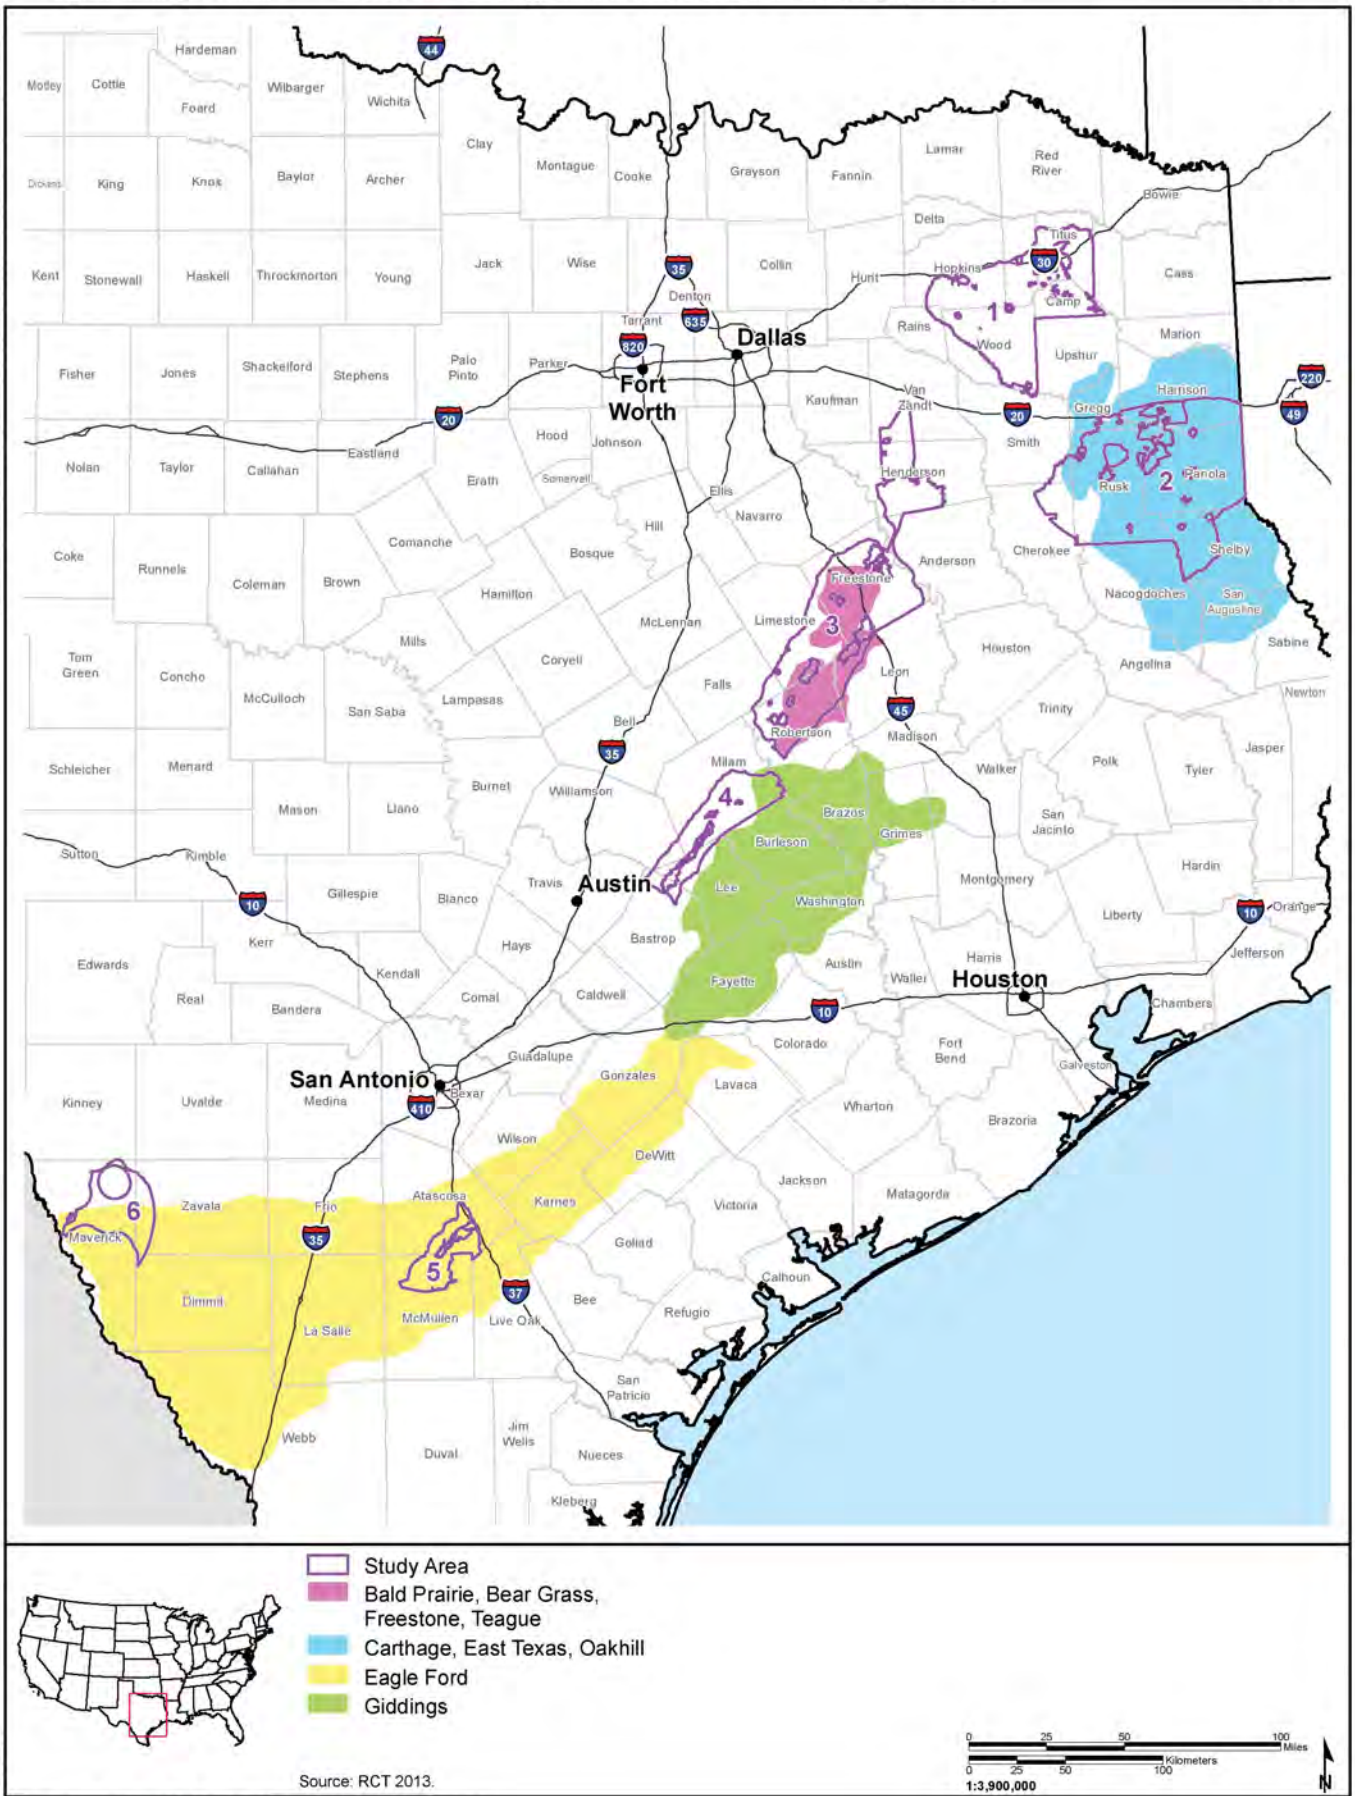 44
Hardeman
Motley
Cottle
Foard
Wilbarger
Wichita
Clay
Montague
Cooke
Grayson
Fannin
Lamar
Red
River
Bowie
Dickens
King
Knox
Baylor
Archer
Delta
Titus
Kent
Stonewall
Haskell
Throckmorton
Young
Jack
Wise
35
Denton
Collin
Hunt
Hopkins
30
Camp
Cass
1
Tarrant
635
820
Dallas
Rains
Wood
Upshur
Marion
Fisher
Jones
Shackelford
Stephens
Palo
Pinto
Parker
Fort
Worth
Kaufman
Van
Zandt
20
Gregg
Harrison
220
49
20
Eastland
Hood
Johnson
Smith
Nolan
Taylor
Callahan
Erath
Somervell
Ellis
Henderson
Rusk
2
Panola
Navarro
Hill
Coke
Runnels
Coleman
Brown
Comanche
Bosque
Anderson
Cherokee
Shelby
Hamilton
Freestone
Nacogdoches
San
Augustine
McLennan
Limestone
3
Houston
Sabine
Tom
Green
Concho
McCulloch
San Saba
Mills
Coryell
Lampasas
Falls
Leon
Angelina
Trinity
Newton
45
Bell
Robertson
Madison
35
Schleicher
Menard
Mason
Llano
Burnet
Williamson
Milam
4
Walker
Polk
Tyler
Jasper
Brazos
Grimes
San
Jacinto
Burleson
Sutton
Kimble
Gillespie
Blanco
Travis
Austin
Lee
Washington
Montgomery
Hardin
Liberty
10
Orange
10
Kerr
Edwards
Real
Bandera
Kendall
Hays
Comal
Caldwell
Bastrop
Fayette
Austin
Waller
Harris
Houston
Jefferson
Chambers
10
Guadalupe
Colorado
Fort
Bend
Galveston
San Antonio
Bexar
410
Kinney
Uvalde
Medina
Gonzales
Lavaca
Wharton
Brazoria
Wilson
DeWitt
Jackson
Matagorda
Victoria
6
Maverick
Zavala
Frio
35
Atascosa
Karnes
Goliad
5
37
Calhoun
Dimmit
La Salle
McMullen
Live Oak
Bee
Refugio
San
Patricio
Webb
Duval
Jim
Wells
Nueces
Kleberg
Study Area
Bald Prairie, Bear Grass,
Freestone, Teague
Carthage, East Texas, Oakhill
Eagle Ford
Giddings
Source: RCT 2013.
0 25 50 100
Miles
Kilometers
0 25 50 100
1:3,900,000
N